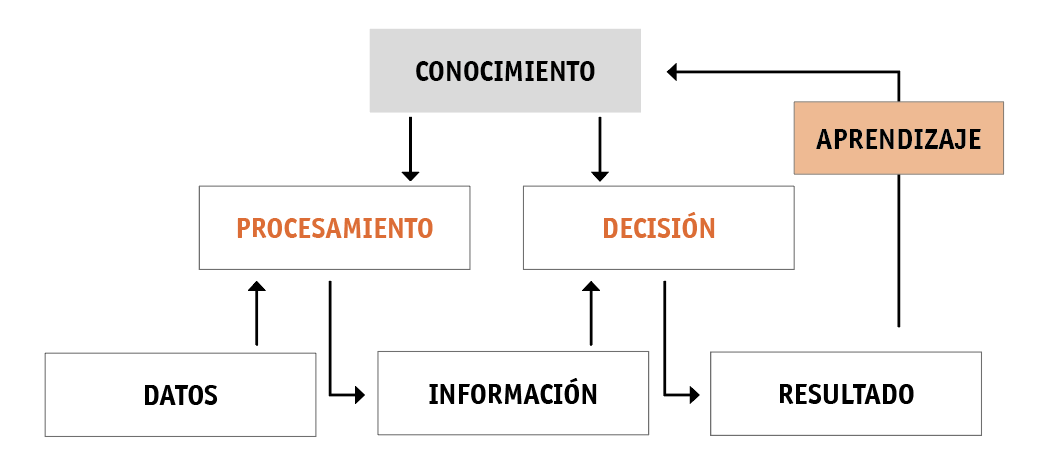 CONOCIMIENTO
APRENDIZAJE
PROCESAMIENTO
DECISIÓN
DATOS
INFORMACIÓN
RESULTADO